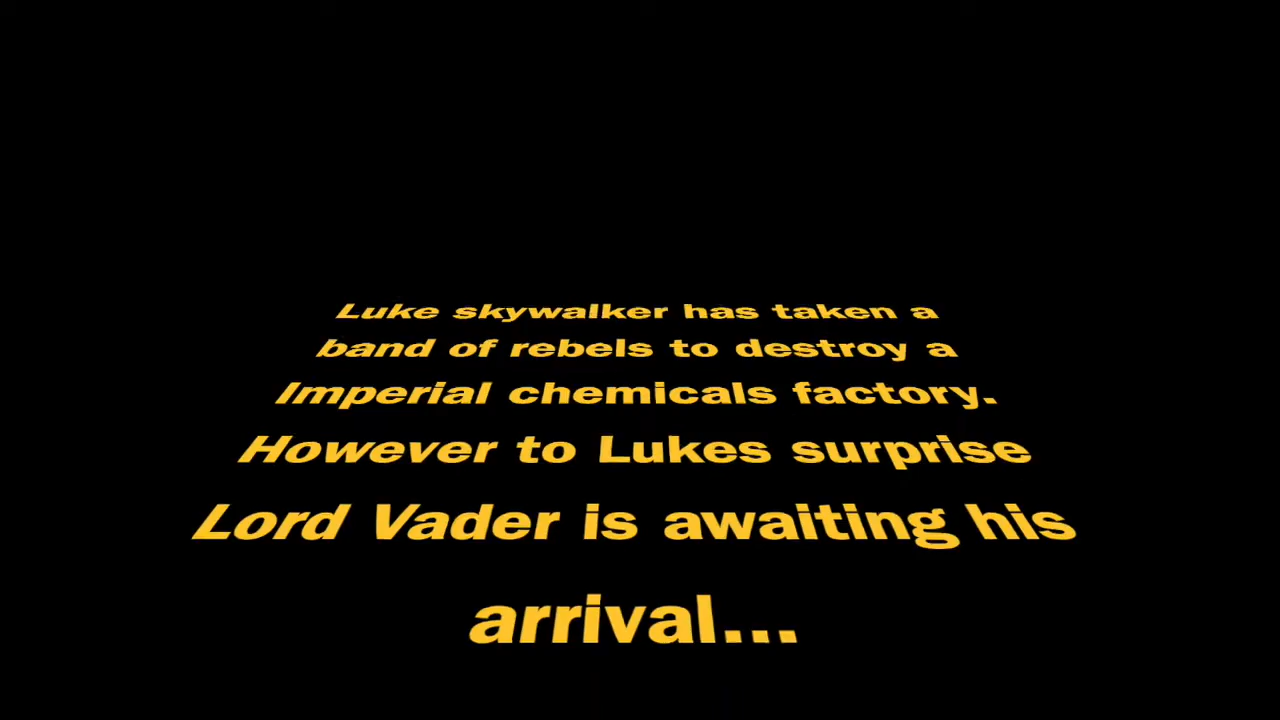 Luke skywalker has taken a
band of rebels to destroy a
Imperial chemicals factory.
However to Lukes surprise
Lord Vader is awaiting his
arrival...